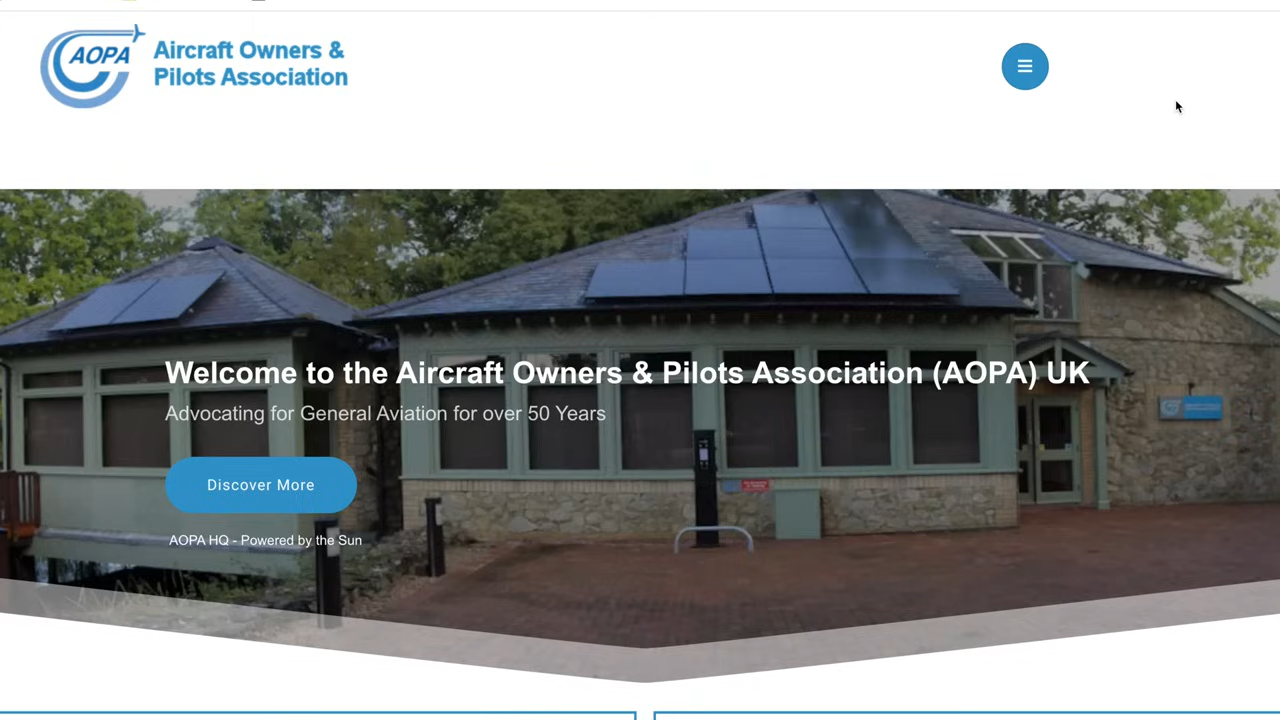 AOPA
Aircraft Owners &
Pilots Association
Welcome to the Aircraft Owners & Pilots Association (AOPA) UK
Advocating for General Aviation for over 50 Years
Discover More
AOPA HQ - Powered by the Sun